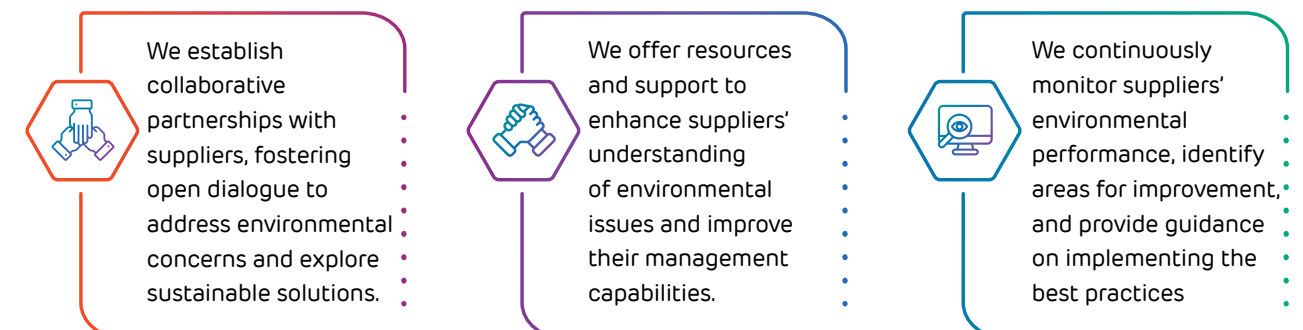 We establish
collaborative
partnerships with
suppliers, fostering
open dialogue to
address environmental
concerns and explore
sustainable solutions.
We offer resources
and support to
enhance suppliers’
understanding
of environmental
issues and improve
their management
capabilities.
We continuously
monitor suppliers’
environmental
performance, identify
areas for improvement,
and provide guidance
on implementing the
best practices